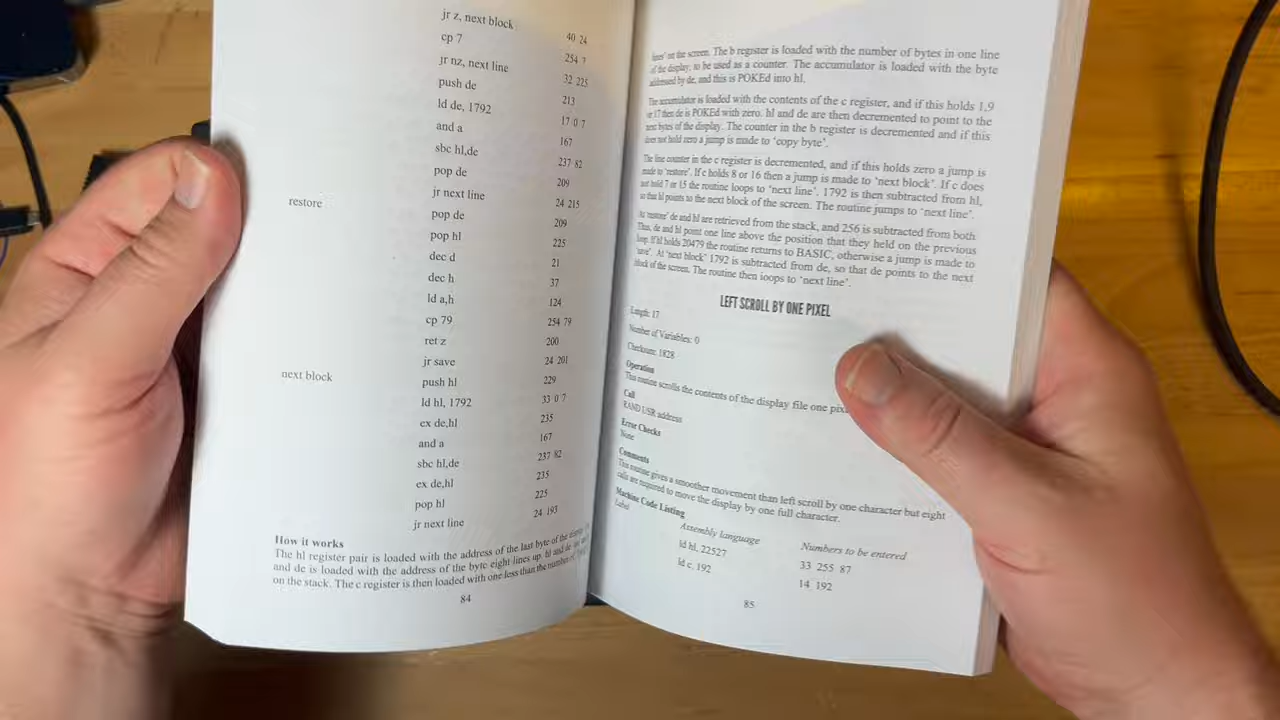 jr z, next block 40 24
cp 7 254 7
jr nz, next line 32 225
push de 213
ld de, 1792 17 0 7
and a 167
sbc hl,de 237 82
pop de 209
jr next line 24 215
restore pop de 209
pop hl 225
dec d 21
dec h 37
ld a,h 124
cp 79 254 79
ret z 200
jr save 24 201
next block push hl 229
ld hl, 1792 33 0 7
ex de,hl 235
and a 167
sbc hl,de 237 82
ex de,hl 235
pop hl 225
jr next line 24 193
How it works
The hl register pair is loaded with the address of the last byte of the display
and de is loaded with the address of the byte eight lines up. hl and de
on the stack. The c register is then loaded with one less than the number of
84
on the screen. The b register is loaded with the number of bytes in one line
of the display, to be used as a counter. The accumulator is loaded with the byte
addressed by de, and this is POKEd into hl.
The accumulator is loaded with the contents of the c register, and if this holds 1,9
or 17 then de is POKEd with zero. hl and de are then decremented to point to the
next bytes of the display. The counter in the b register is decremented and if this
does not hold zero a jump is made to 'copy byte'.
The line counter in the c register is decremented, and if this holds zero a jump is
made to 'restore'. If c holds 8 or 16 then a jump is made to 'next block'. If c does
not hold 7 or 15 the routine loops to 'next line'. 1792 is then subtracted from hl,
so that hl points to the next block of the screen. The routine jumps to 'next line'.
At 'restore' de and hl are retrieved from the stack, and 256 is subtracted from both
Thus, de and hl point one line above the position that they held on the previous
loop. If hl holds 20479 the routine returns to BASIC, otherwise a jump is made to
'save'. At 'next block' 1792 is subtracted from de, so that de points to the next
block of the screen. The routine then loops to 'next line'.
LEFT SCROLL BY ONE PIXEL
Length: 17
Number of Variables: 0
Checksum: 1828
Operation
This routine scrolls the contents of the display file one
Call
RAND USR address
Error Checks
None
Comments
This routine gives a smoother movement than left scroll by one character but eight
calls are required to move the display by one full character.
Machine Code Listing
Label Assembly language Numbers to be entered
ld hl, 22527 33 255 87
ld c, 192 14 192
85